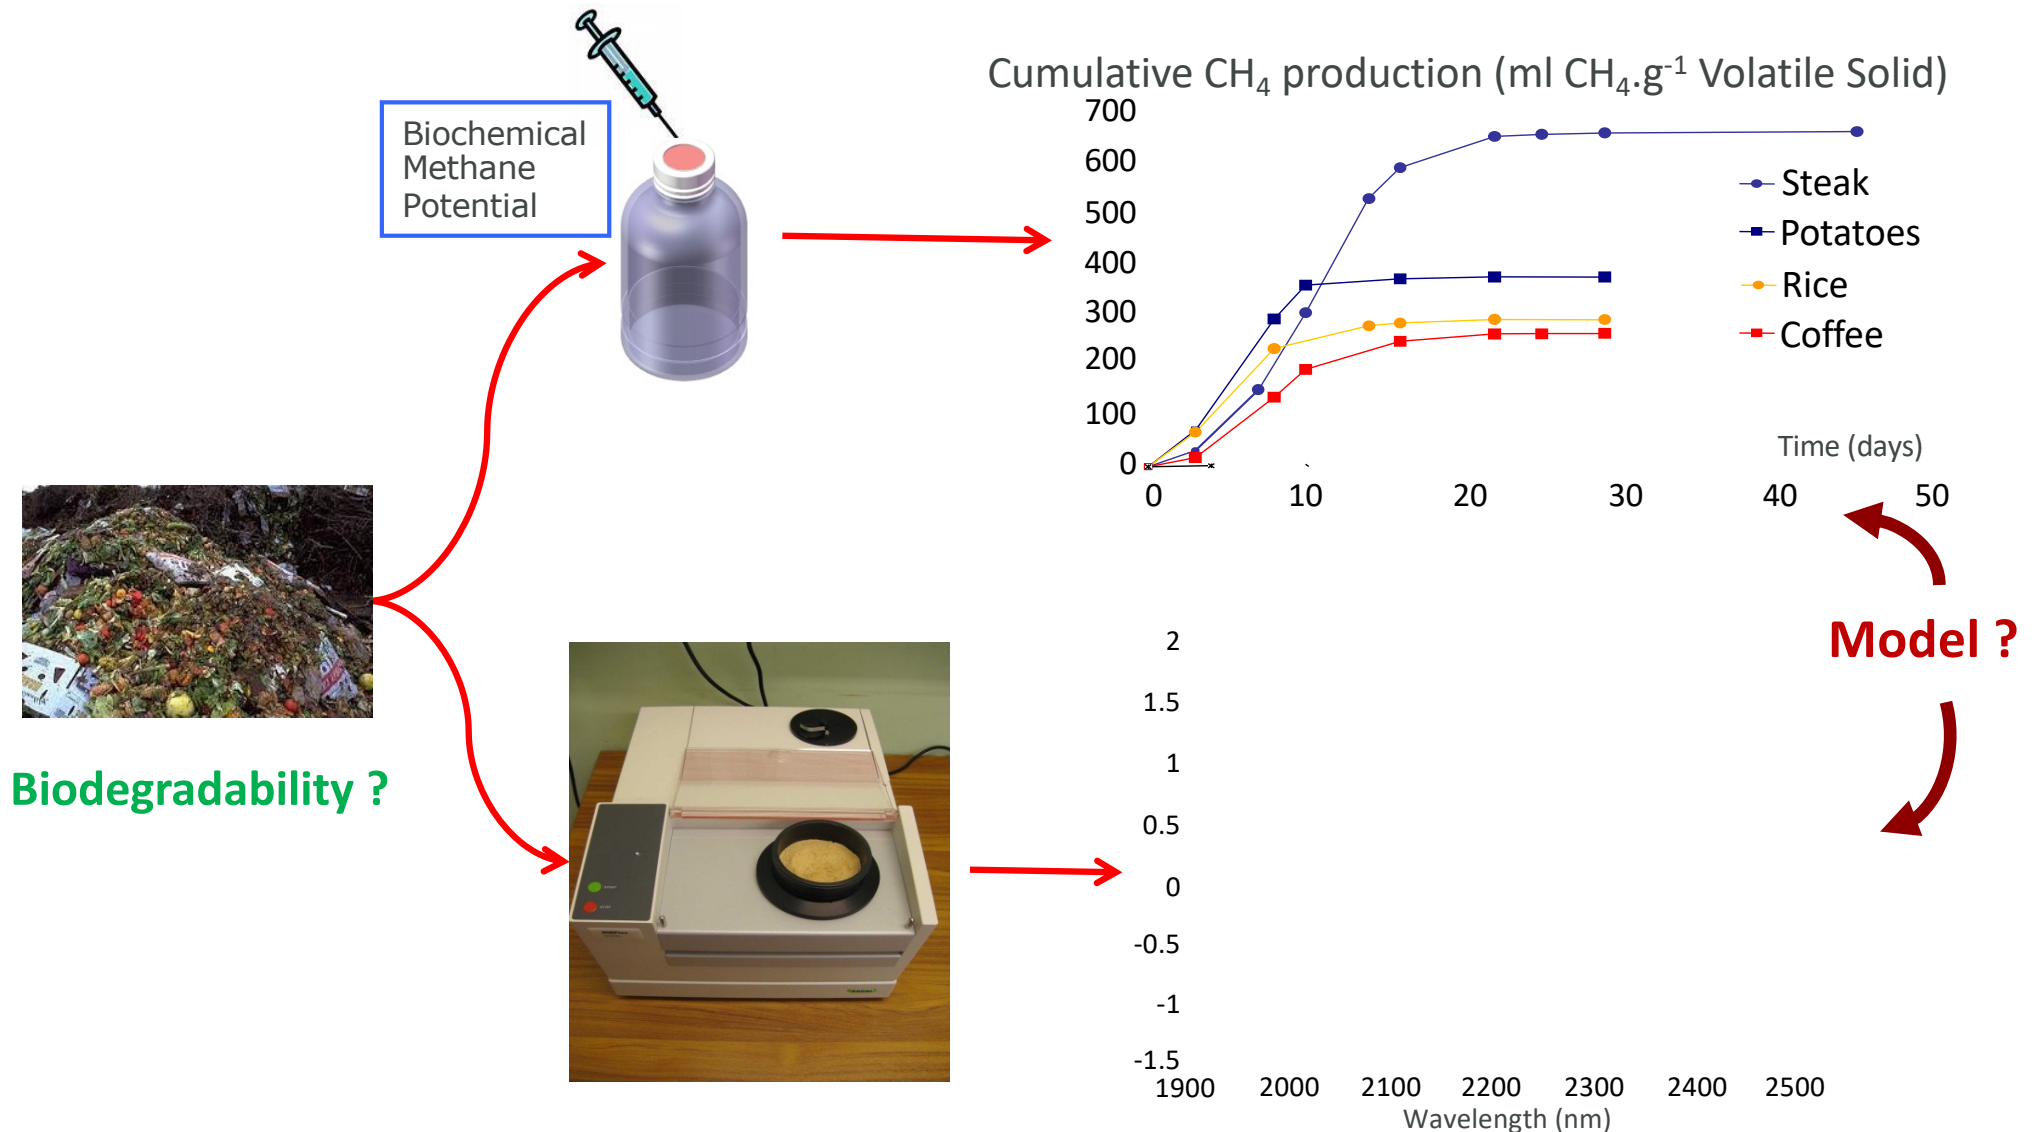 Biochemical
Methane
Potential
Cumulative CH4 production (ml CH4.g-1 Volatile Solid)
700
600
500
400
300
200
100
0
Steak
Potatoes
Rice
Coffee
Time (days)
0 10 20 30 40 50
Model ?
Biodegradability ?
2
1.5
1
0.5
0
-0.5
-1
-1.5
1900 2000 2100 2200 2300 2400 2500
Wavelength (nm)